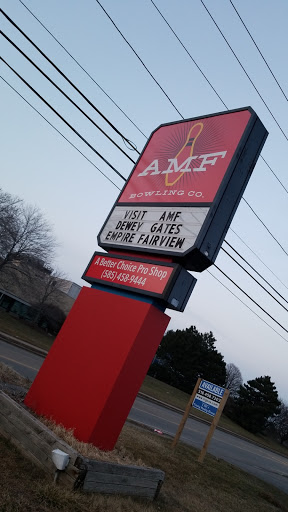 AMF
BOWLING CO.
VISIT AMF
DEWEY GATES
EMPIRE FAIRVIEW
A Better Choice Pro Shop
(585) 458-9444
AVAILABLE